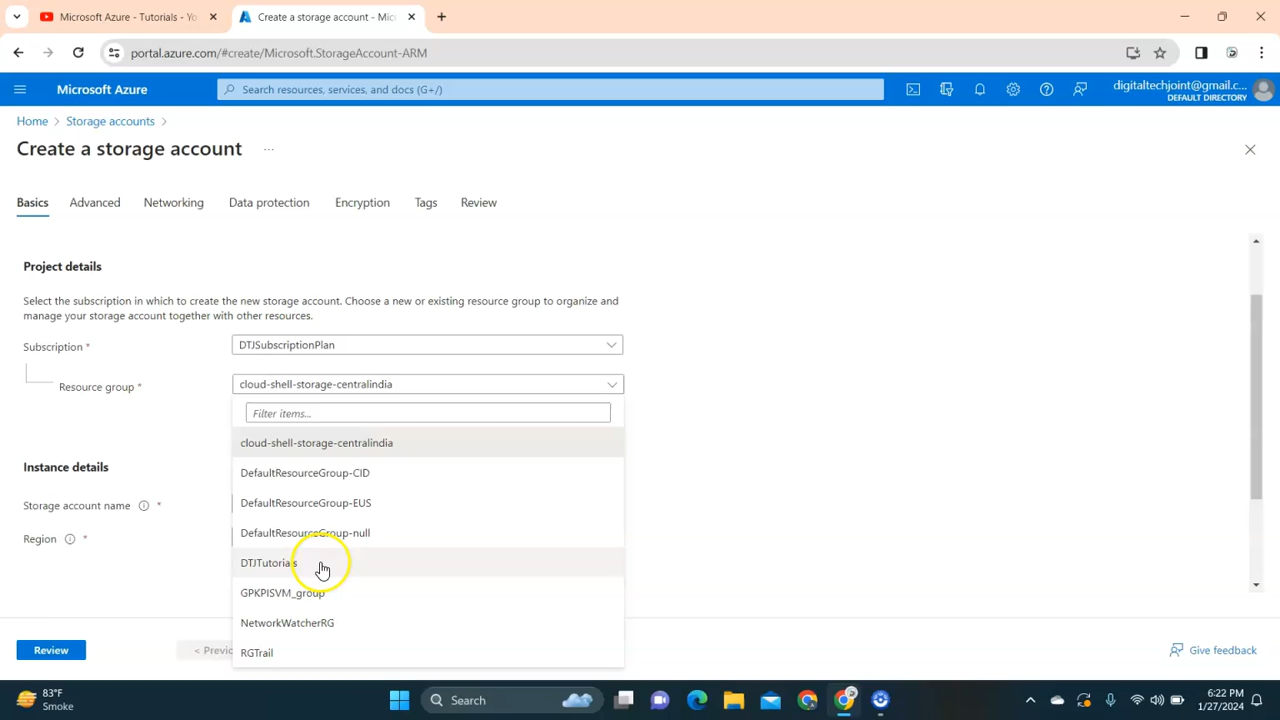 Microsoft Azure - Tutorials - Yo
Create a storage account - Mic
portal.azure.com/#create/Microsoft.StorageAccount-ARM
Microsoft Azure
Search resources, services, and docs (G+/)
digitaltechjoint@gmail.c...
DEFAULT DIRECTORY
Home > Storage accounts >
Create a storage account ...
Basics Advanced Networking Data protection Encryption Tags Review
Project details
Select the subscription in which to create the new storage account. Choose a new or existing resource group to organize and
manage your storage account together with other resources.
Subscription *
DTJSubscriptionPlan
Resource group *
cloud-shell-storage-centralindia
Filter items...
cloud-shell-storage-centralindia
DefaultResourceGroup-CID
DefaultResourceGroup-EUS
DefaultResourceGroup-null
DTJTutorials
GPKPISVM_group
NetworkWatcherRG
RGTrail
Instance details
Storage account name *
Region *
Review
< Previo
Give feedback
83°F
Smoke
Search
6:22 PM
1/27/2024